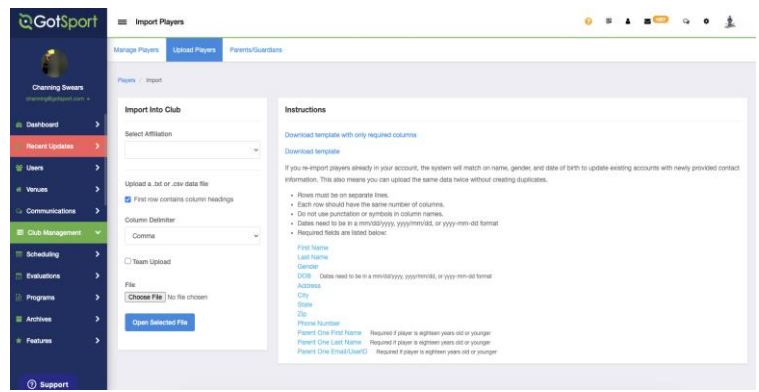 GotSport
Import Players
Channing Swears
channing@gotsport.com
Manage Players
Upload Players
Parents/Guardians
Players / Import
Dashboard
Recent Updates
Users
Venues
Communications
Club Management
Scheduling
Evaluations
Programs
Archives
Features
Support
Import Into Club
Select Affiliation
Upload a .txt or .csv data file
First row contains column headings
Column Delimiter
Comma
Team Upload
File
Choose File No file chosen
Open Selected File
Instructions
Download template with only required columns
Download template
If you re-import players already in your account, the system will match on name, gender, and date of birth to update existing accounts with newly provided contact
information. This also means you can upload the same data twice without creating duplicates.
Rows must be on separate lines.
Each row should have the same number of columns.
Do not use punctation or symbols in column names.
Dates need to be in a mm/dd/yyyy, yyyy/mm/dd, or yyyy-mm-dd format
Required fields are listed below:
First Name
Last Name
Gender
DOB Dates need to be in a mm/dd/yyyy, yyyy/mm/dd, or yyyy-mm-dd format
Address
City
State
Zip
Phone Number
Parent One First Name Required if player is eighteen years old or younger
Parent One Last Name Required if player is eighteen years old or younger
Parent One Email/UserID Required if player is eighteen years old or younger